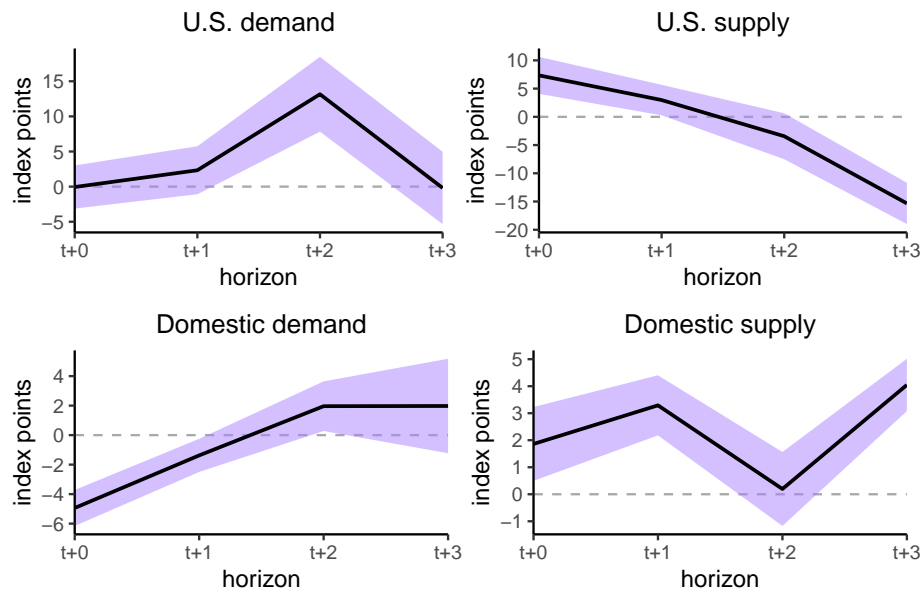 U.S. demand
index points
15
10
5
0
−5
t+0 t+1 t+2 t+3
horizon
U.S. supply
index points
10
5
0
−5
−10
−15
−20
t+0 t+1 t+2 t+3
horizon
Domestic demand
index points
4
2
0
−2
−4
−6
t+0 t+1 t+2 t+3
horizon
Domestic supply
index points
5
4
3
2
1
0
−1
t+0 t+1 t+2 t+3
horizon